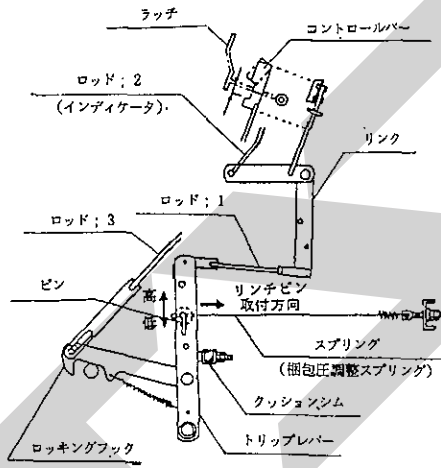 ラッチ
コントロールバー
ロッド；2
(インディケータ)
リンク
ロッド；1
ロッド；3
ピン
高
低
リンチピン
取付方向
スプリング
(梱包圧調整スプリング)
クッションシム
トリップレバー
ロッキングフック